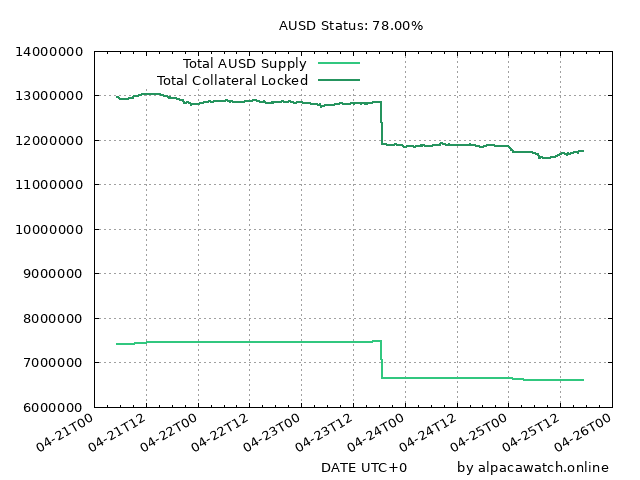 AUSD Status: 78.00%
Total AUSD Supply
Total Collateral Locked
14000000
13000000
12000000
11000000
10000000
9000000
8000000
7000000
6000000
04-21T00
04-21T12
04-22T00
04-22T12
04-23T00
04-23T12
04-24T00
04-24T12
04-25T00
04-25T12
04-26T00
DATE UTC+0
by alpacawatch.online